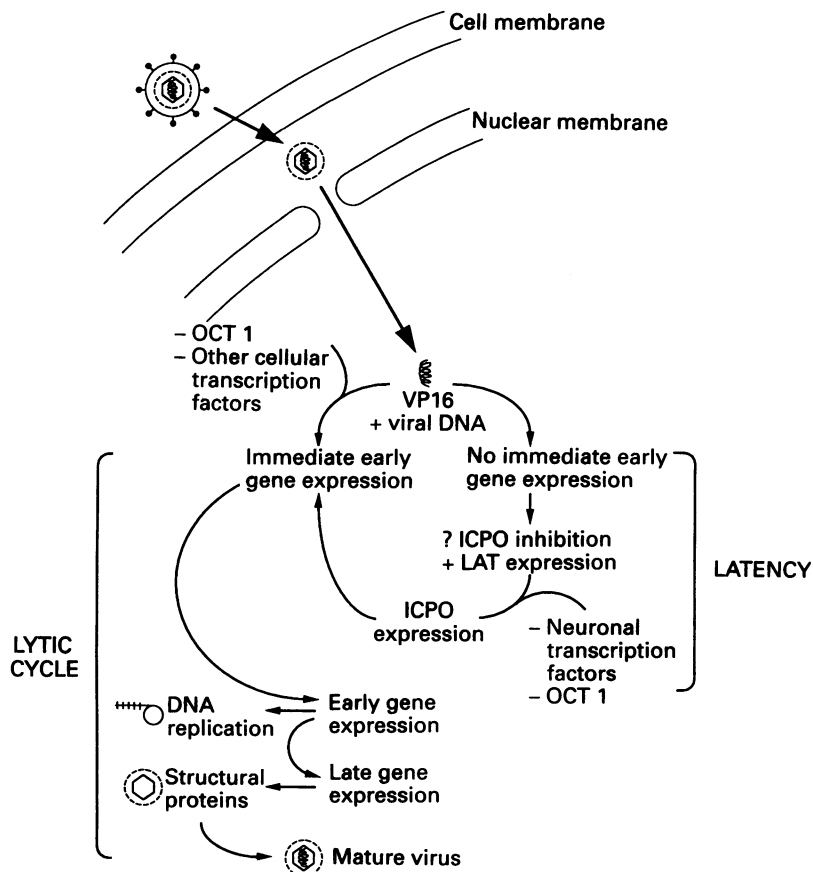 Cell membrane
Nuclear membrane
– OCT 1
– Other cellular
transcription
factors
VP16
+ viral DNA
Immediate early
gene expression
No immediate early
gene expression
? ICPO inhibition
+ LAT expression
LATENCY
ICPO
expression
– Neuronal
transcription
factors
– OCT 1
LYTIC
CYCLE
DNA
replication
Early gene
expression
Structural
proteins
Late gene
expression
Mature virus